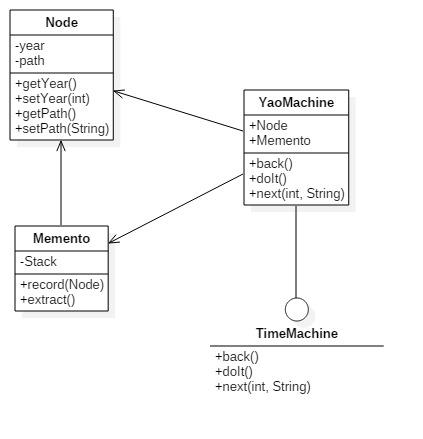 Node
-year
-path
+getYear()
+setYear(int)
+getPath()
+setPath(String)
YaoMachine
+Node
+Memento
+back()
+doIt()
+next(int, String)
Memento
-Stack
+record(Node)
+extract()
TimeMachine
+back()
+doIt()
+next(int, String)